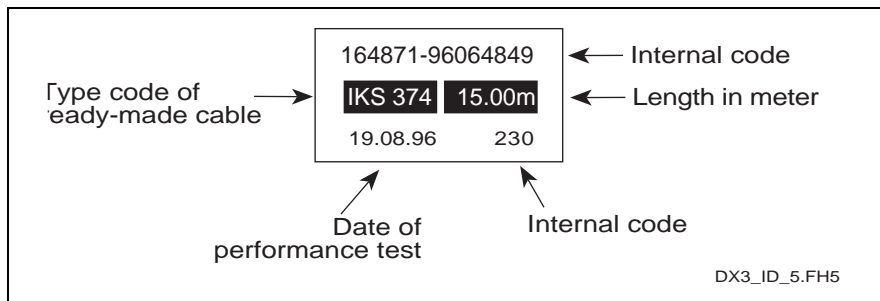 164871-96064849
Internal code
Type code of
eady-made cable
IKS 374
15.00m
Length in meter
19.08.96
230
Date of
performance test
Internal code
DX3_ID_5.FH5